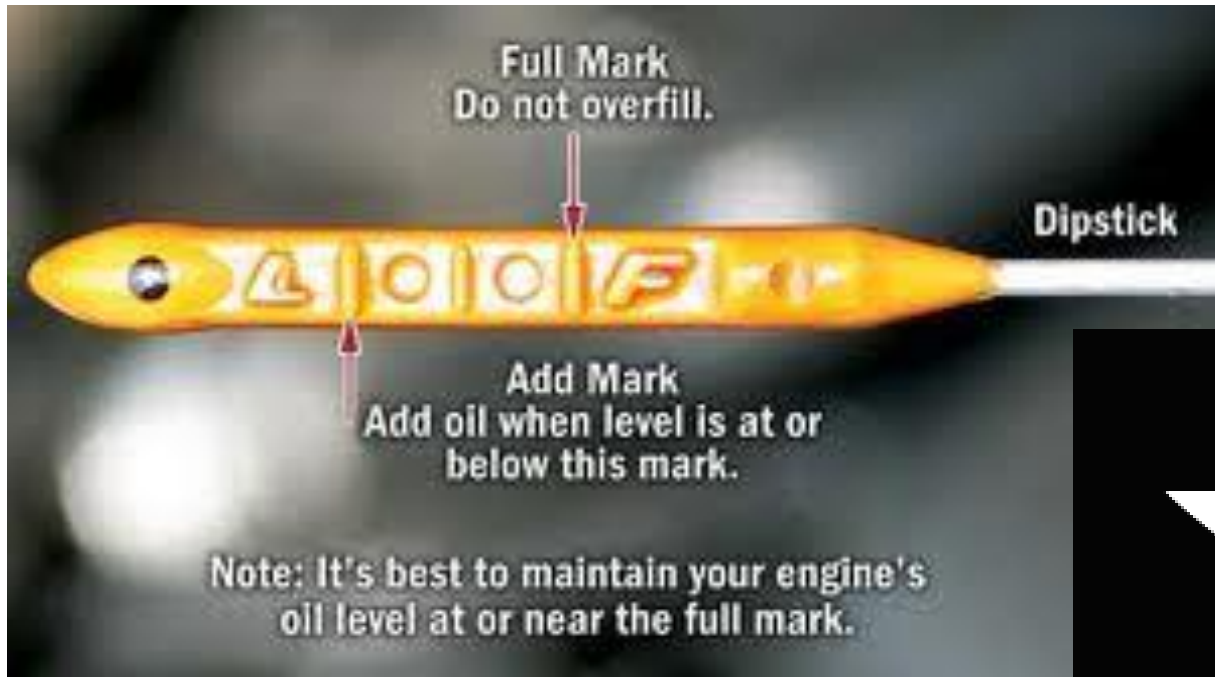 Full Mark
Do not overfill.
Dipstick
L F
Add Mark
Add oil when level is at or
below this mark.
Note: It's best to maintain your engine's
oil level at or near the full mark.